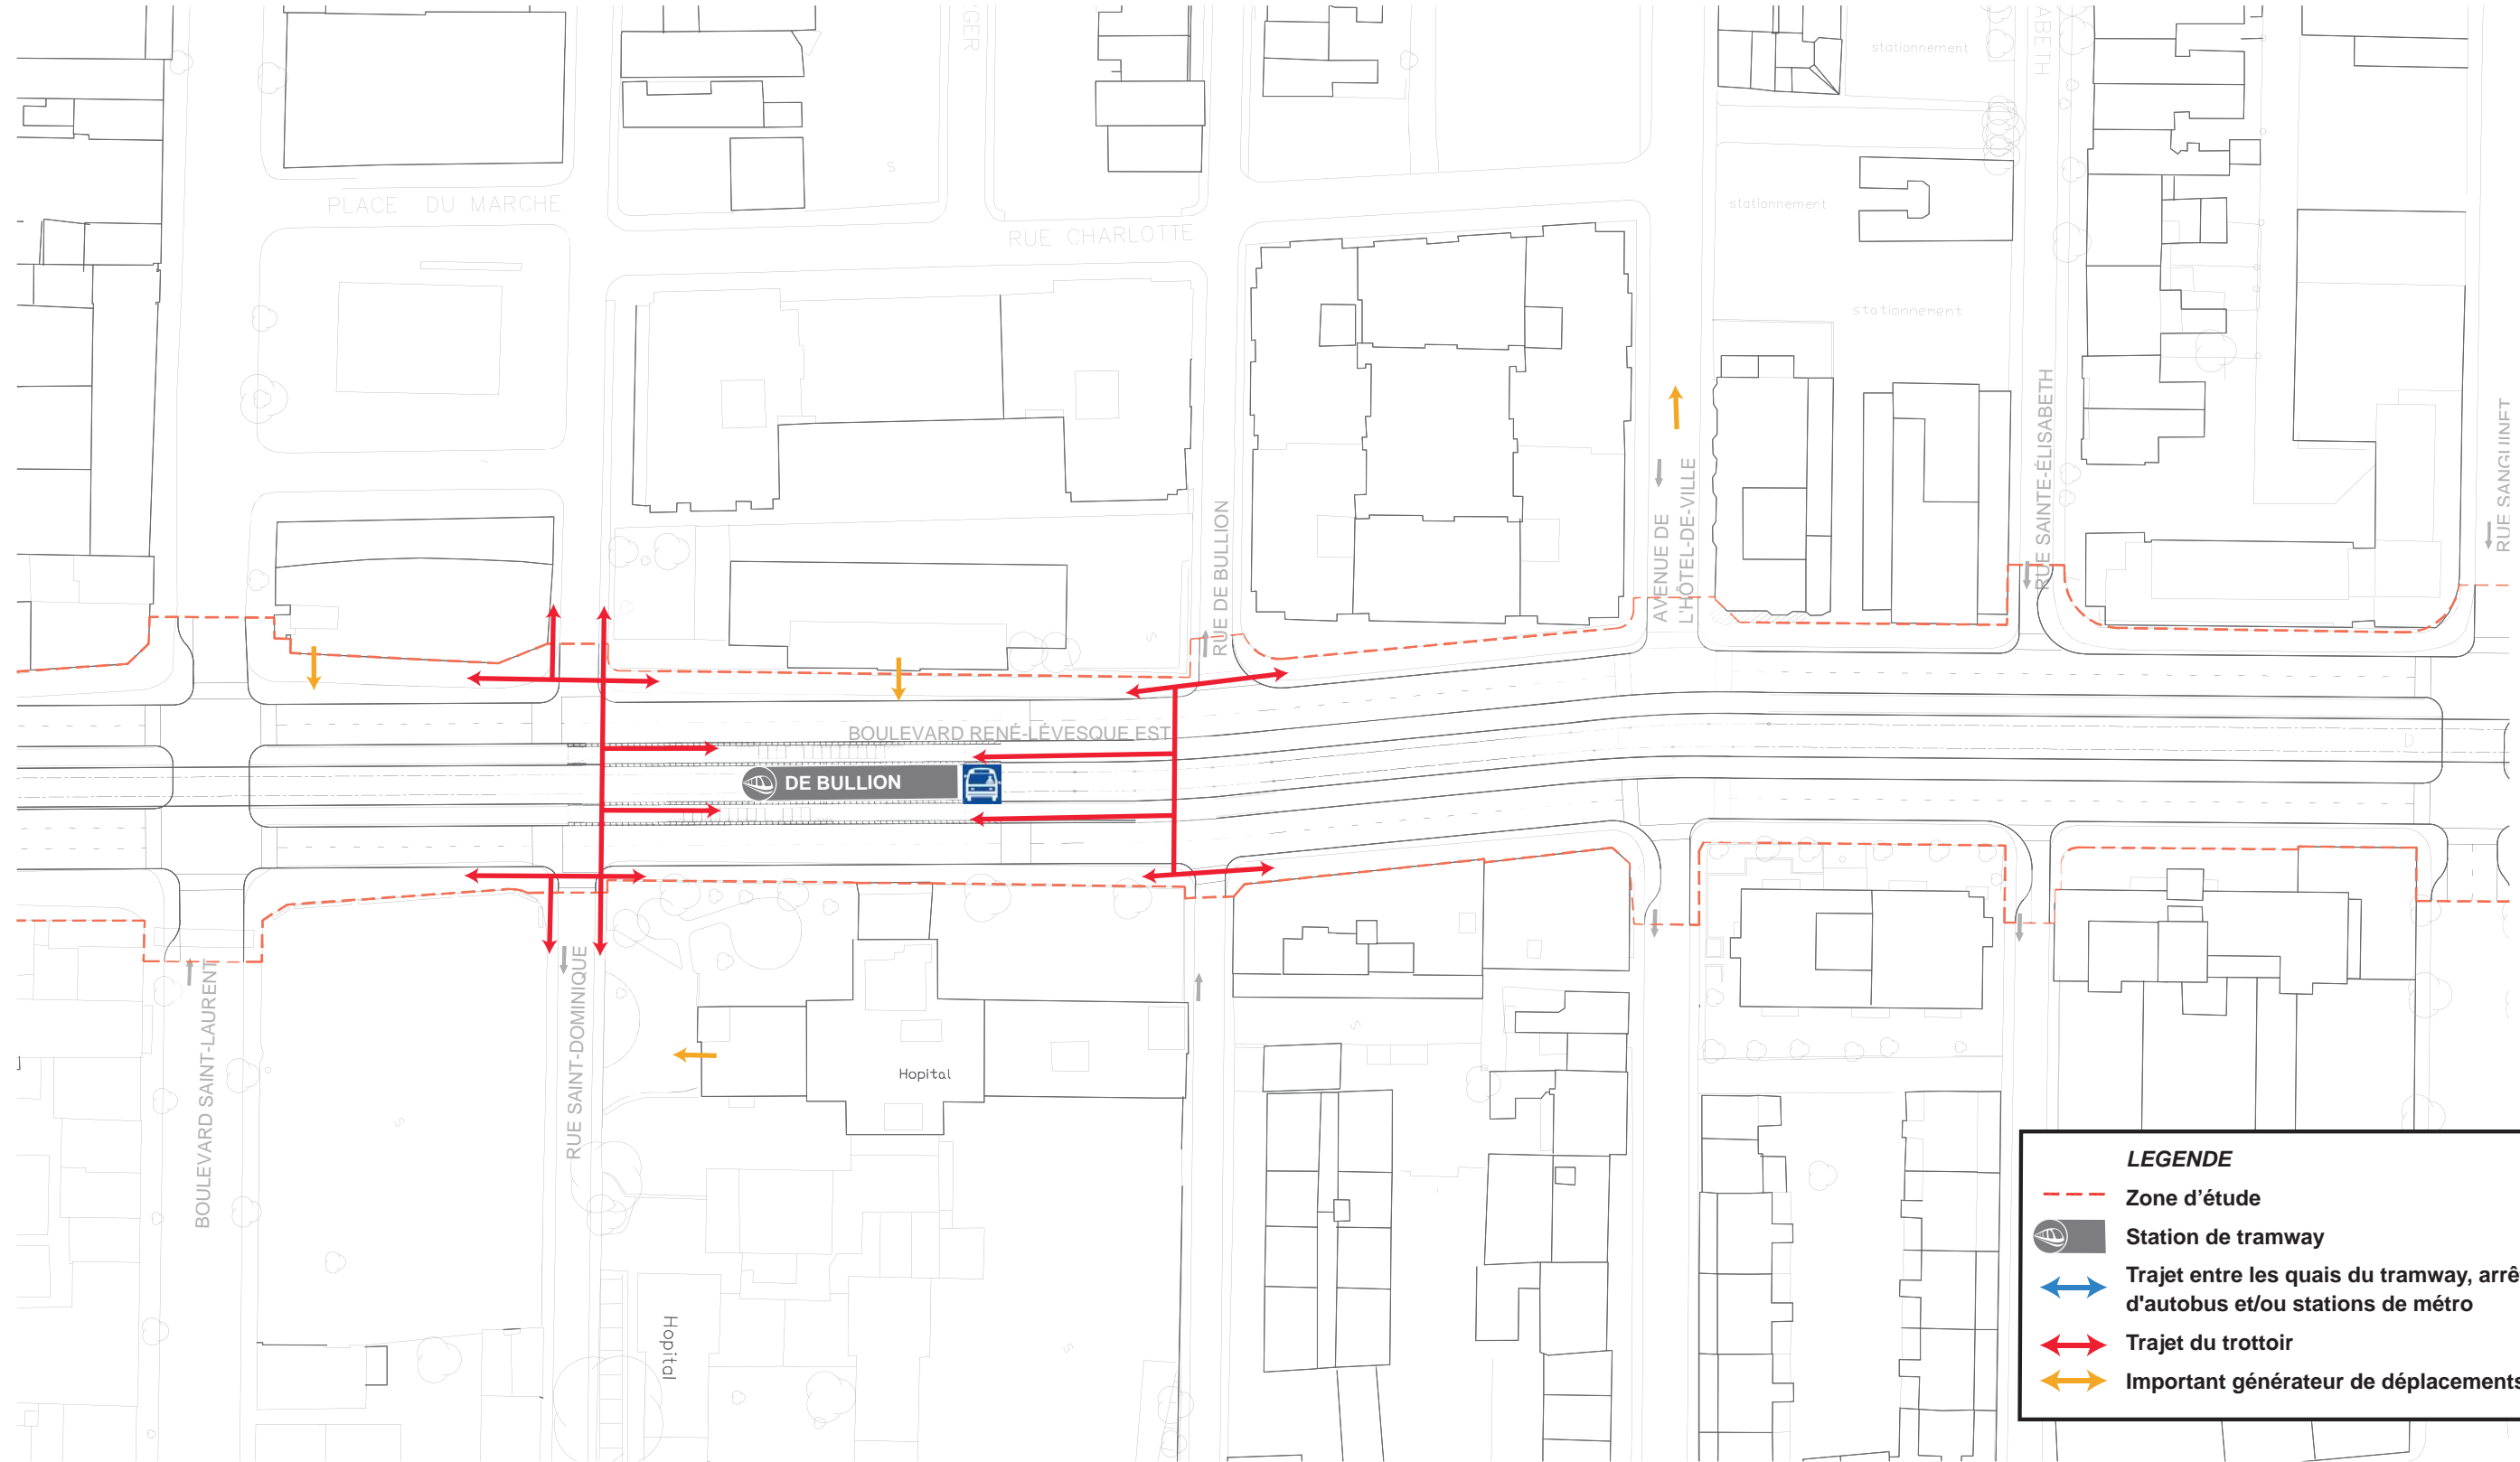 stationnement
PLACE DU MARCHE
RUE CHARLOTTE
stationnement
stationnement
RUE DE BULLION
AVENUE DE
L'HÔTEL-DE-VILLE
RUE SAINTE-ÉLISABETH
BOULEVARD RENÉ-LÉVESQUE EST
DE BULLION
BOULEVARD SAINT-LAURENT
RUE SAINT-DOMINIQUE
Hopital
Hopital
LEGENDE
Zone d'étude
Station de tramway
Trajet entre les quais du tramway, arrê
d'autobus et/ou stations de métro
Trajet du trottoir
Important générateur de déplacements